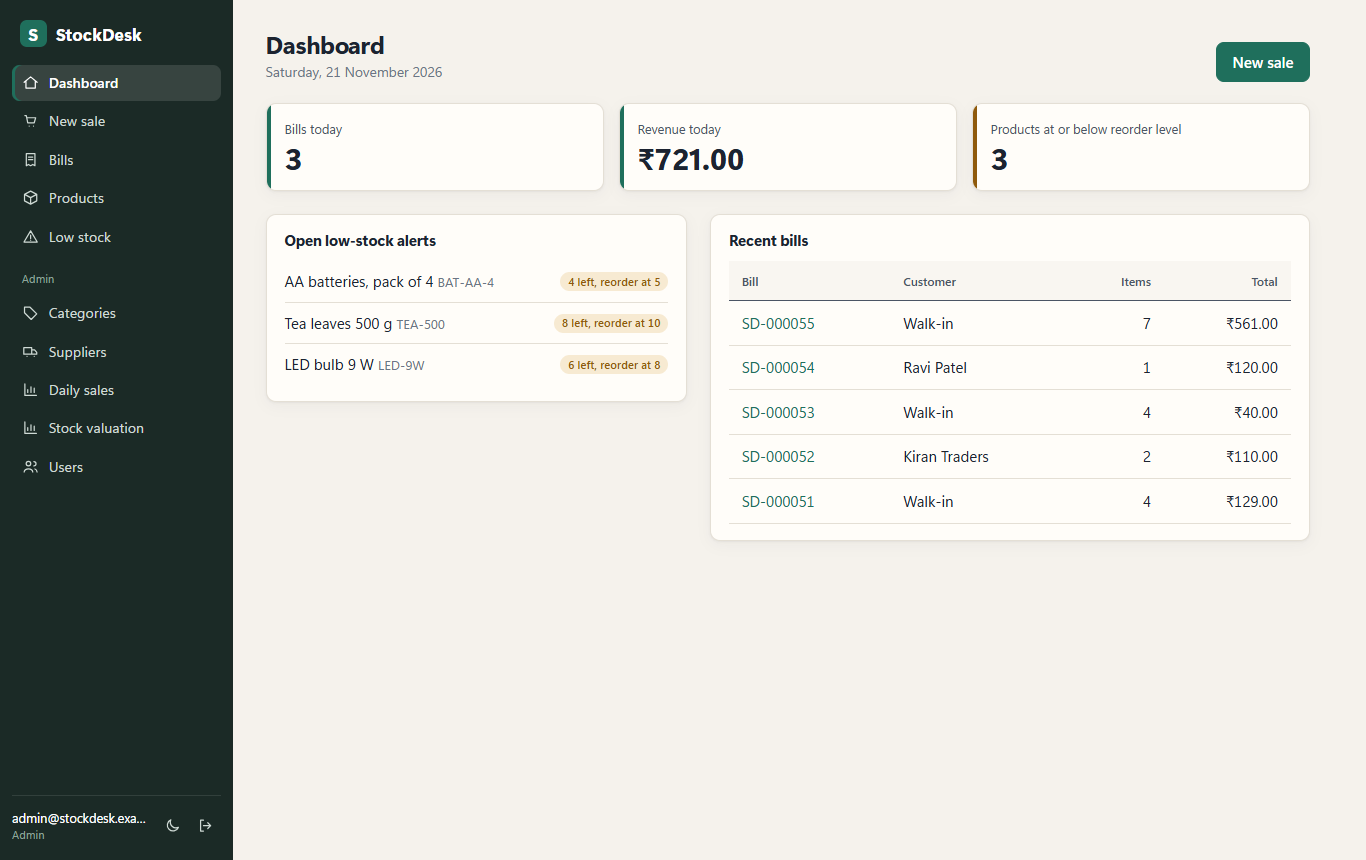 S StockDesk
Dashboard
New sale
Bills
Products
Low stock
Admin
Categories
Suppliers
Daily sales
Stock valuation
Users
admin@stockdesk.exa...
Admin
Dashboard
Saturday, 21 November 2026
New sale
Bills today
3
Revenue today
₹721.00
Products at or below reorder level
3
Open low-stock alerts
AA batteries, pack of 4 BAT-AA-4 4 left, reorder at 5
Tea leaves 500 g TEA-500 8 left, reorder at 10
LED bulb 9 W LED-9W 6 left, reorder at 8
Recent bills
Bill Customer Items Total
SD-000055 Walk-in 7 ₹561.00
SD-000054 Ravi Patel 1 ₹120.00
SD-000053 Walk-in 4 ₹40.00
SD-000052 Kiran Traders 2 ₹110.00
SD-000051 Walk-in 4 ₹129.00